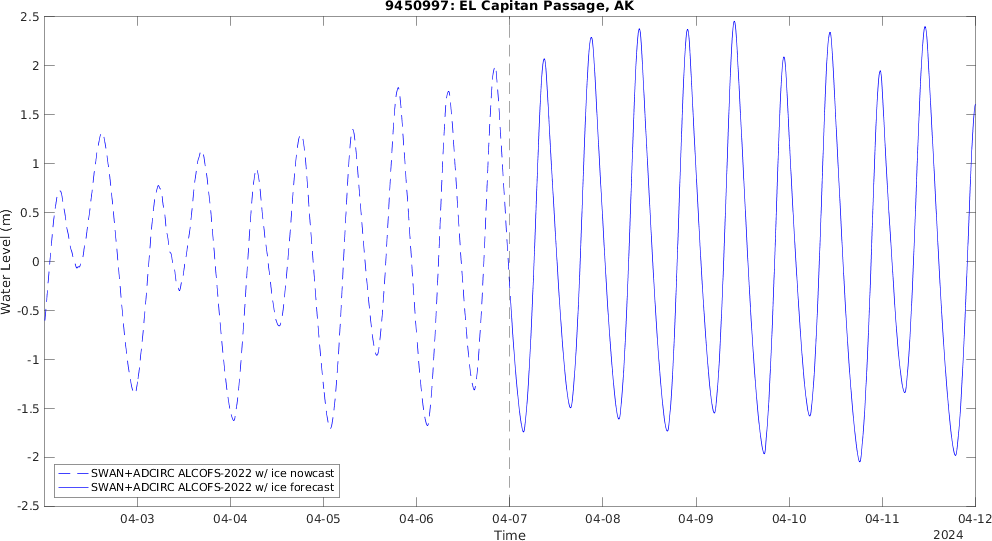 9450997: EL Capitan Passage, AK
2.5
2
1.5
1
0.5
0
-0.5
-1
-1.5
-2
-2.5
Water Level (m)
SWAN+ADCIRC ALCOFS-2022 w/ ice nowcast
SWAN+ADCIRC ALCOFS-2022 w/ ice forecast
04-03 04-04 04-05 04-06 04-07 04-08 04-09 04-10 04-11 04-12
Time
2024